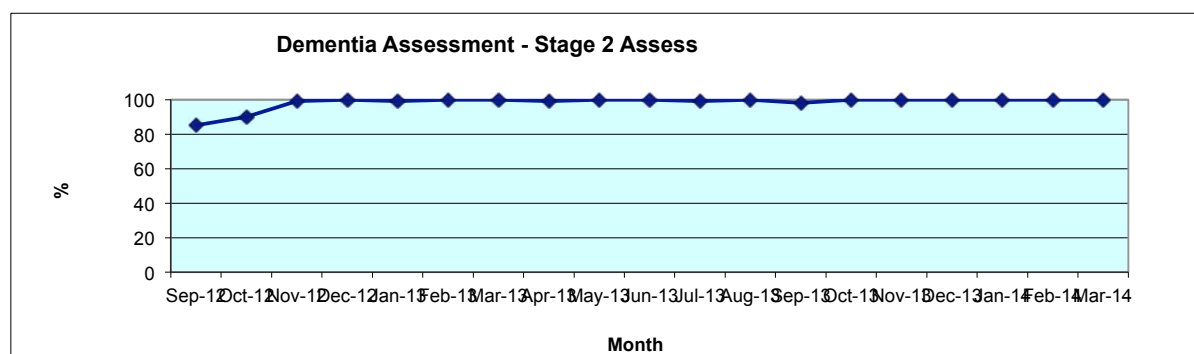 Dementia Assessment - Stage 2 Assess
100
80
60
40
20
0
%
Sep-12 Oct-12 Nov-12 Dec-12 Jan-13 Feb-13 Mar-13 Apr-13 May-13 Jun-13 Jul-13 Aug-13 Sep-13 Oct-13 Nov-13 Dec-13 Jan-14 Feb-14 Mar-14
Month